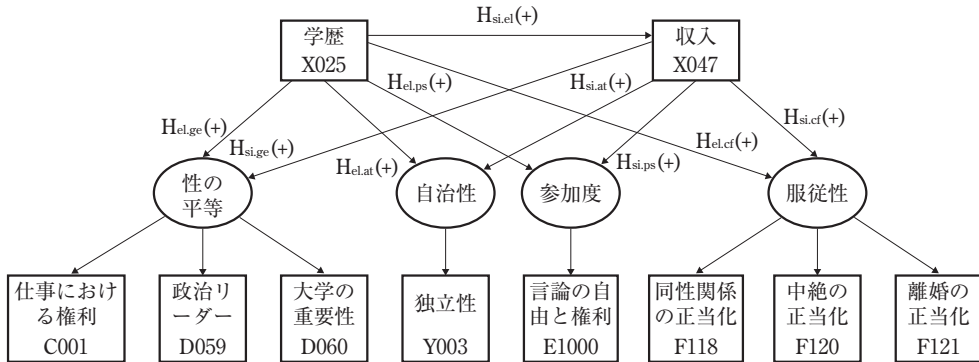 Hsi.el(+)
学歴
X025
収入
X047
Hel.ps(+)
Hsi.at(+)
Hel.ge(+)
Hsi.cf(+)
Hsi.ge(+)
Hel.cf(+)
Hel.at(+)
Hsi.ps(+)
性の
平等
自治性
参加度
服従性
仕事におけ
る権利
C001
政治リ
ーダー
D059
大学の
重要性
D060
独立性
Y003
言論の自
由と権利
E1000
同性関係
の正当化
F118
中絶の
正当化
F120
離婚の
正当化
F121